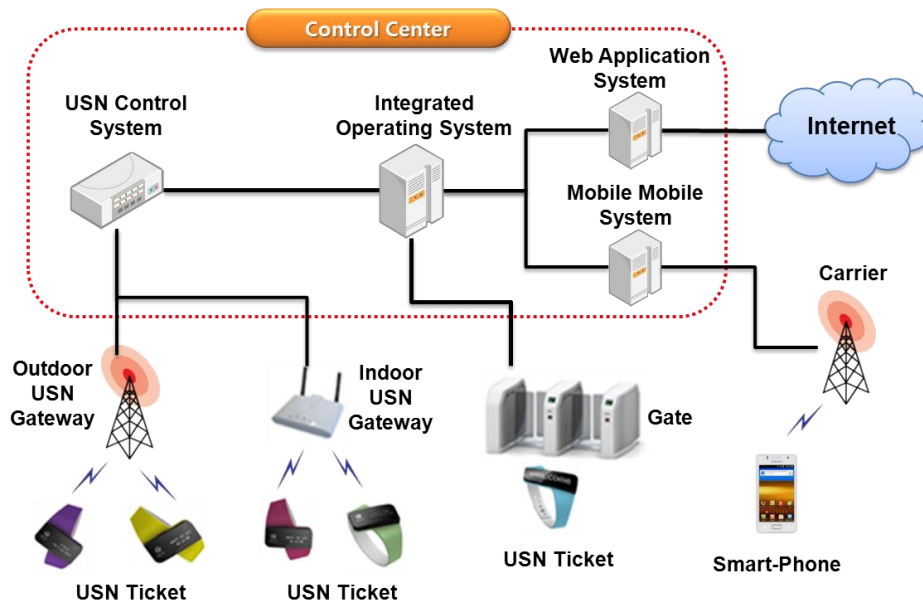 Control Center
Web Application
System
USN Control
System
Integrated
Operating System
Internet
Mobile Mobile
System
Carrier
Outdoor
USN
Gateway
Indoor
USN
Gateway
Gate
USN Ticket
USN Ticket
USN Ticket
Smart-Phone